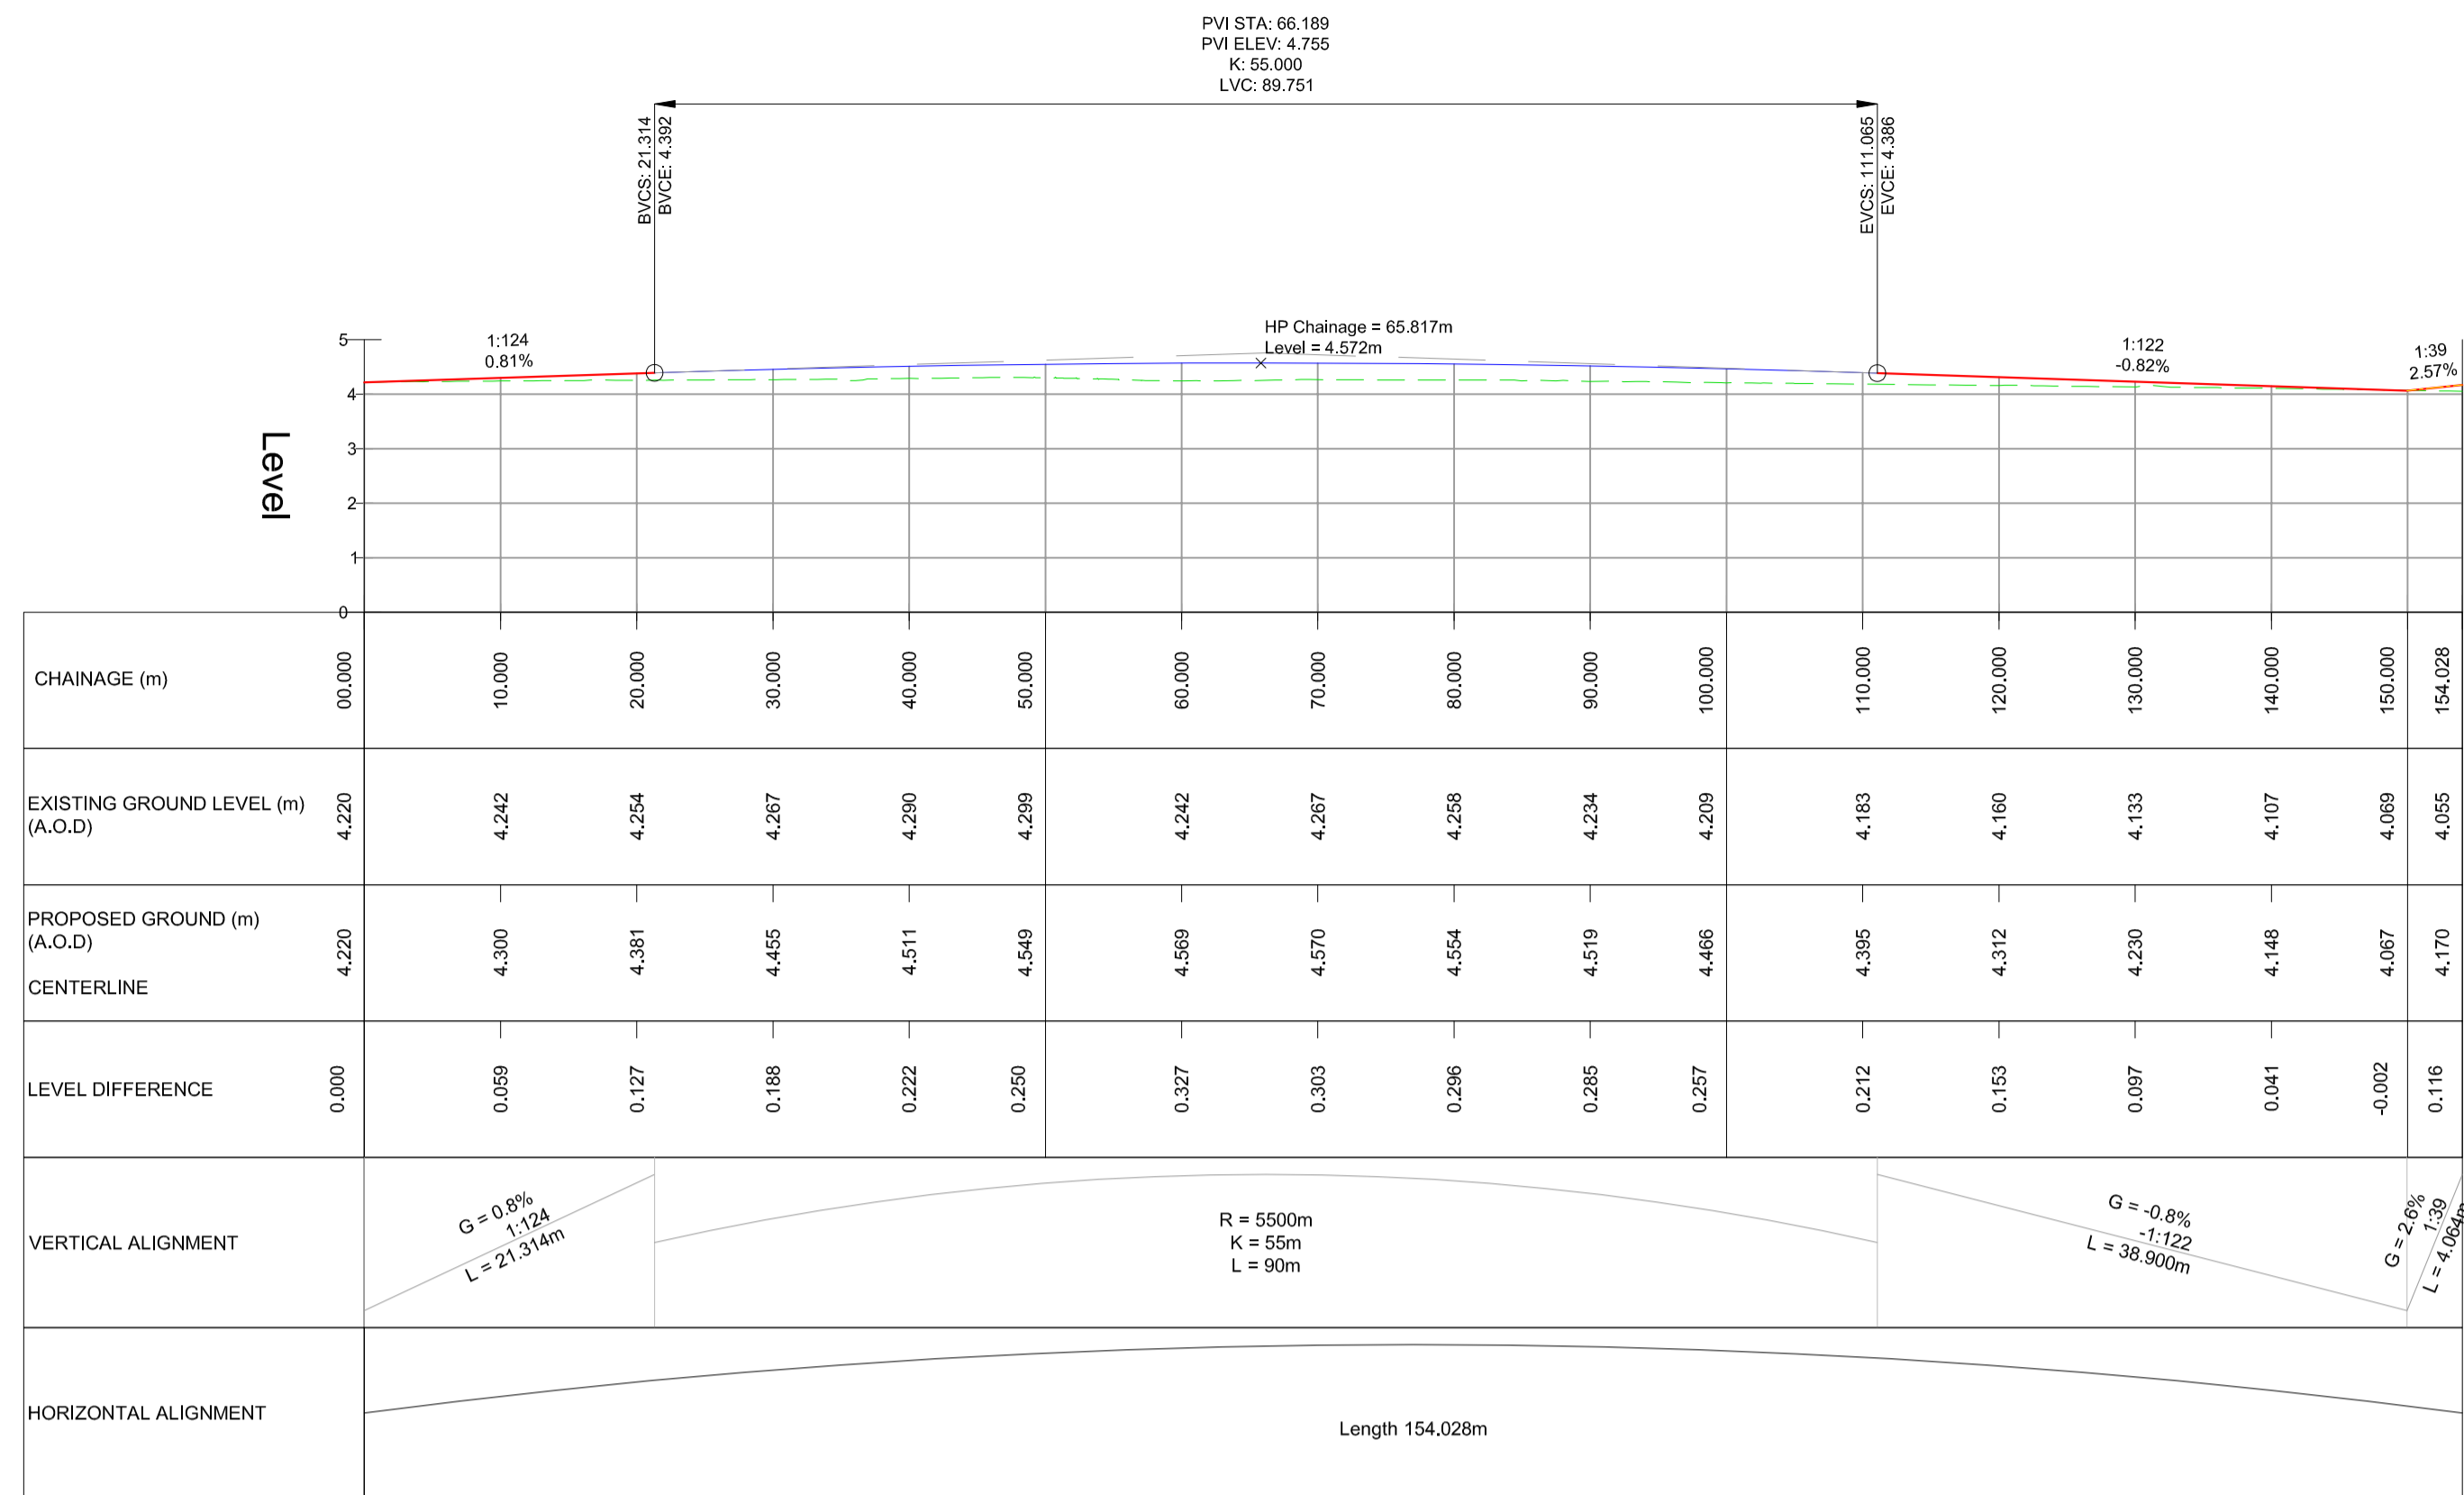 PVI STA: 66.189
PVI ELEV: 4.755
K: 55.000
LVC: 89.751
BVCS: 21.314
BVCE: 4.392
EVCS: 111.065
EVCE: 4.386
HP Chainage = 65.817m
Level = 4.572m
1:124
0.81%
1:122
-0.82%
1:39
2.57%
Level
5
4
3
2
1
0
CHAINAGE (m)
00.000 10.000 20.000 30.000 40.000 50.000 60.000 70.000 80.000 90.000 100.000 110.000 120.000 130.000 140.000 150.000 154.028
EXISTING GROUND LEVEL (m)
(A.O.D)
4.220 4.242 4.254 4.267 4.290 4.299 4.242 4.267 4.258 4.234 4.209 4.183 4.160 4.133 4.107 4.069 4.055
PROPOSED GROUND (m)
(A.O.D)
CENTERLINE
4.220 4.300 4.381 4.455 4.511 4.549 4.569 4.570 4.554 4.519 4.466 4.395 4.312 4.230 4.148 4.067 4.170
LEVEL DIFFERENCE
0.000 0.059 0.127 0.188 0.222 0.250 0.327 0.303 0.296 0.285 0.257 0.212 0.153 0.097 0.041 -0.002 0.116
VERTICAL ALIGNMENT
G = 0.8%
1:124
L = 21.314m
R = 5500m
K = 55m
L = 90m
G = -0.8%
-1:122
L = 38.900m
G = 2.6%
1:39
L = 4.064m
HORIZONTAL ALIGNMENT
Length 154.028m